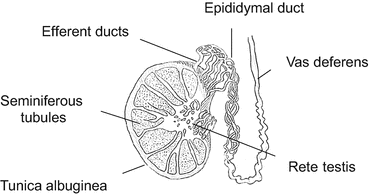 Epididymal duct
Efferent ducts
Vas deferens
Seminiferous
tubules
Rete testis
Tunica albuginea